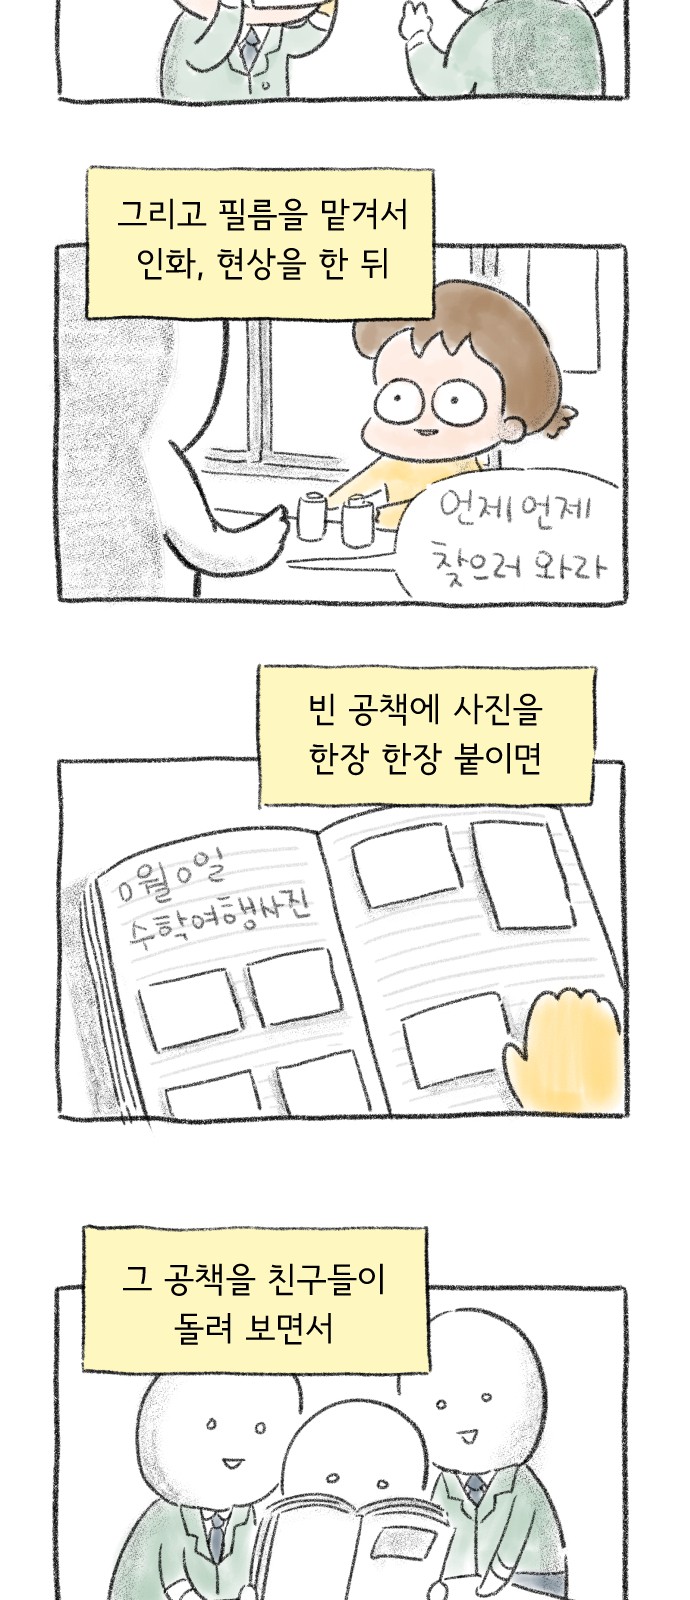 그리고 필름을 맡겨서
인화, 현상을 한 뒤
언제언제
찾으러 와라
빈 공책에 사진을
한장 한장 붙이면
0월 0일
수학여행사진
그 공책을 친구들이
돌려 보면서